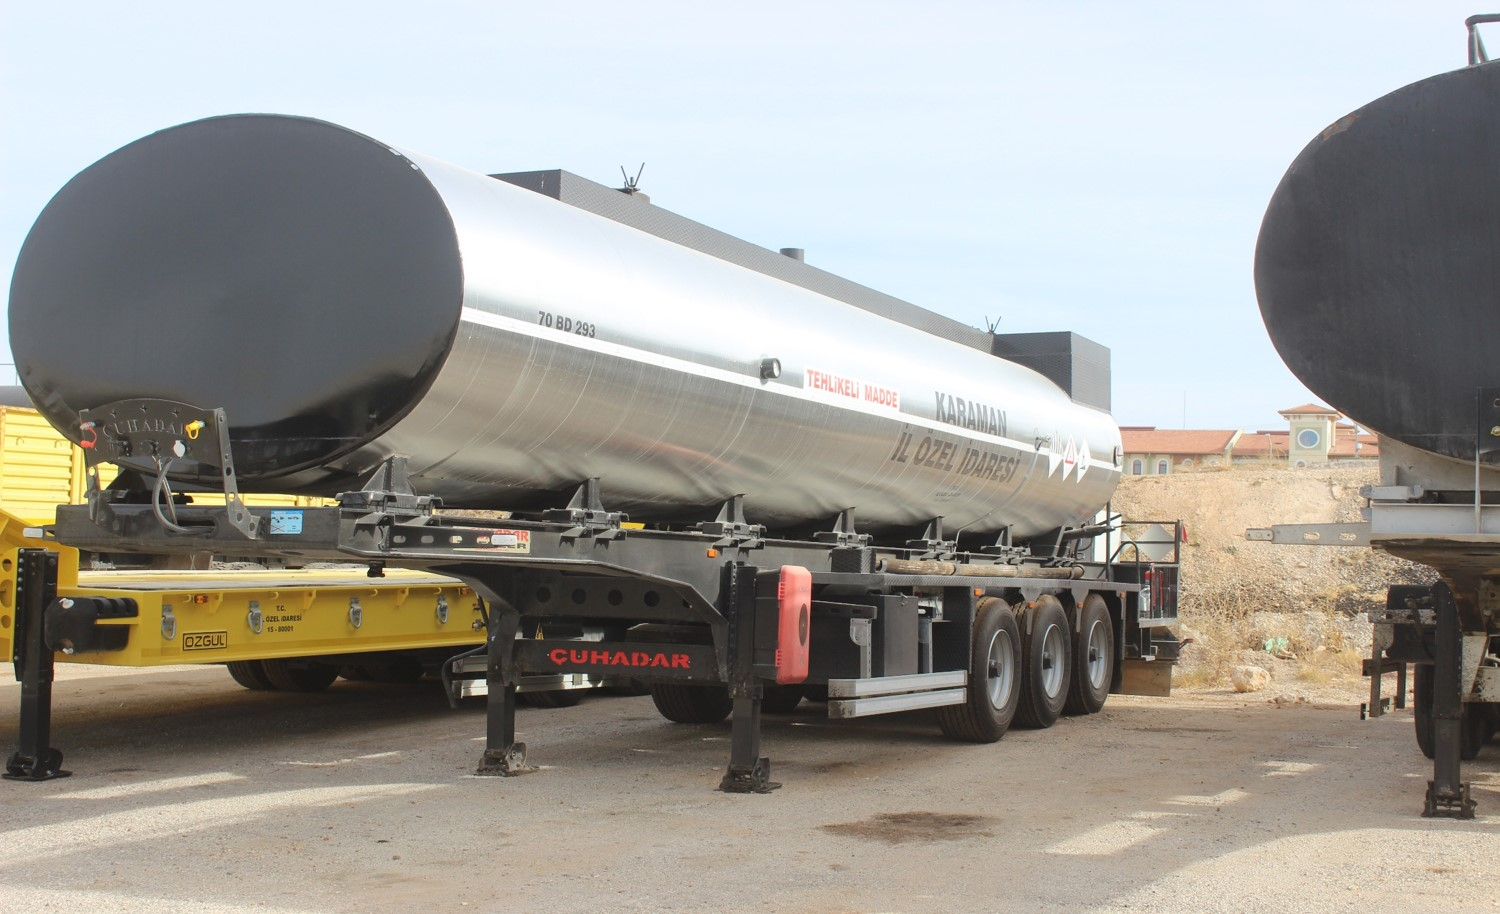 70 BD 293
TEHLİKELİ MADDE
KARAMAN
İL ÖZEL İDARESİ
ÇUHADAR
ÇUHADAR
T.C.
ÖZEL İDARESİ
15 - 80001
ÖZGÜL